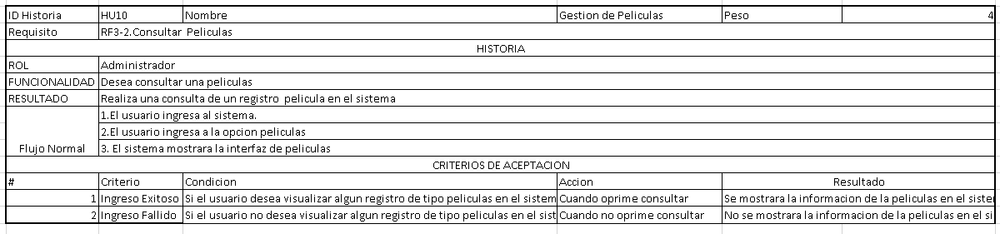 ID Historia HU10 Nombre Gestion de Peliculas Peso 4
Requisito RF3-2.Consultar Peliculas
HISTORIA
ROL Administrador
FUNCIONALIDAD Desea consultar una peliculas
RESULTADO Realiza una consulta de un registro pelicula en el sistema
1.El usuario ingresa al sistema.
2.El usuario ingresa a la opcion peliculas
Flujo Normal 3. El sistema mostrara la interfaz de peliculas
CRITERIOS DE ACEPTACION
# Criterio Condicion Accion Resultado
1 Ingreso Exitoso Si el usuario desea visualizar algun registro de tipo peliculas en el sistem Cuando oprime consultar Se mostrara la informacion de la peliculas en el sister
2 Ingreso Fallido Si el usuario no desea visualizar algun registro de tipo peliculas en el sist Cuando no oprime consultar No se mostrara la informacion de la peliculas en el si